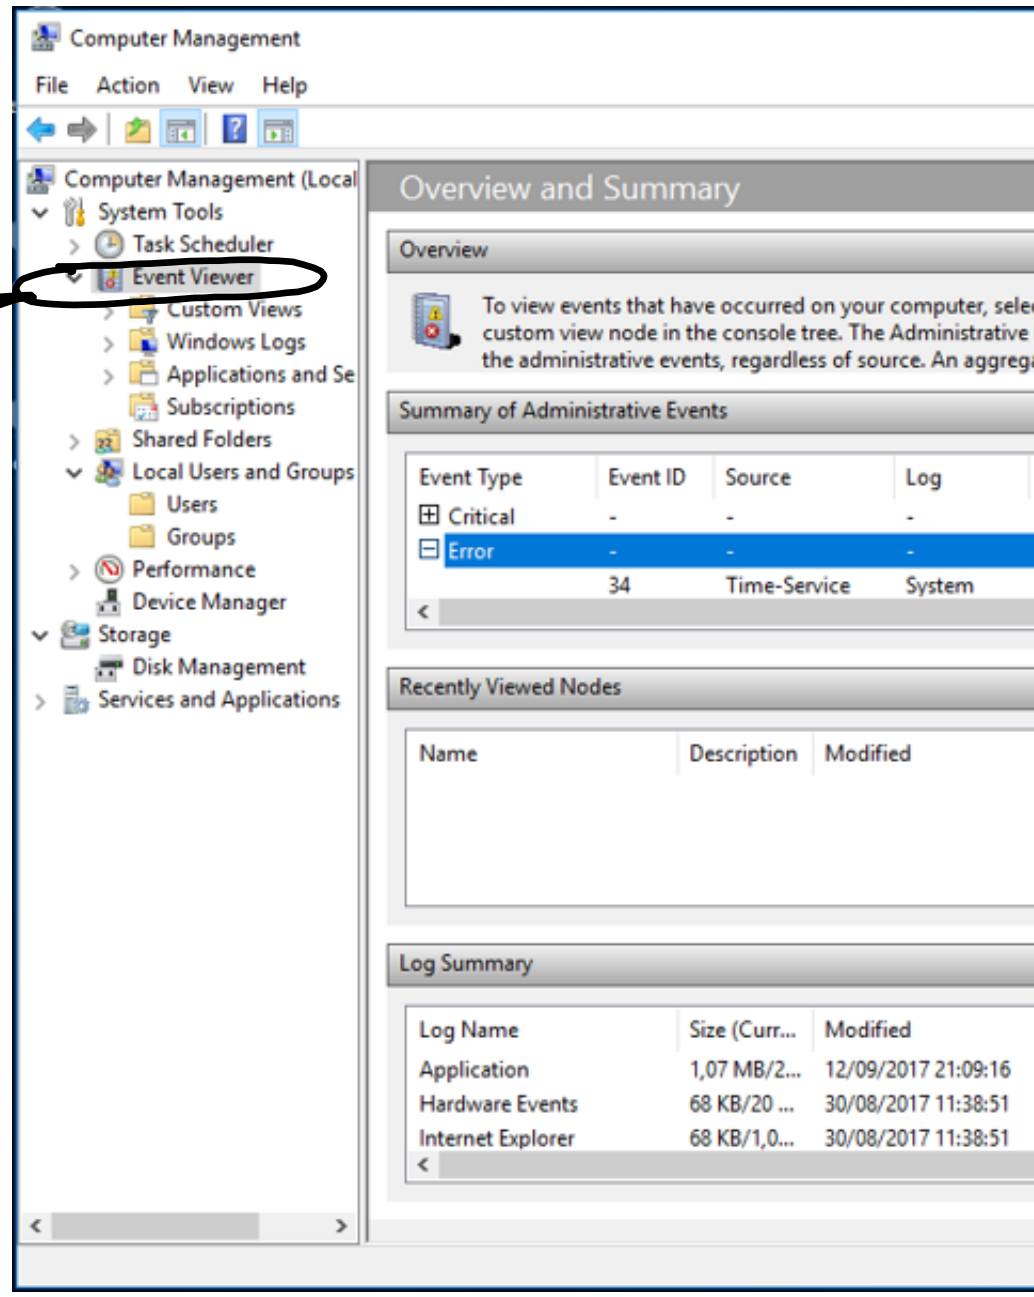 Computer Management
File Action View Help
Computer Management (Local
System Tools
Task Scheduler
Event Viewer
Custom Views
Windows Logs
Applications and Se
Subscriptions
Shared Folders
Local Users and Groups
Users
Groups
Performance
Device Manager
Storage
Disk Management
Services and Applications
Overview and Summary
Overview
To view events that have occurred on your computer, sele
custom view node in the console tree. The Administrative
the administrative events, regardless of source. An aggreg
Summary of Administrative Events
Event Type Event ID Source Log
Critical - - -
Error - - -
34 Time-Service System
Recently Viewed Nodes
Name Description Modified
Log Summary
Log Name Size (Curr... Modified
Application 1,07 MB/2... 12/09/2017 21:09:16
Hardware Events 68 KB/20 ... 30/08/2017 11:38:51
Internet Explorer 68 KB/1,0... 30/08/2017 11:38:51